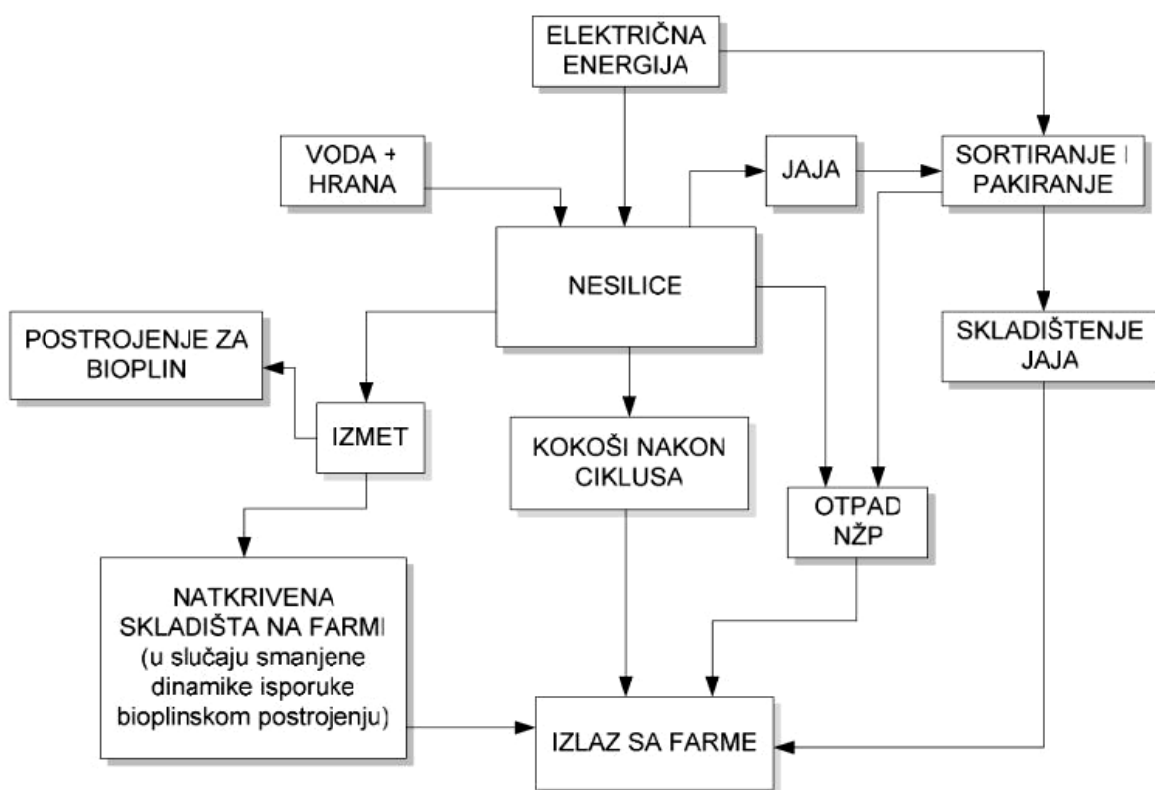 ELEKTRIČNA
ENERGIJA
VODA +
HRANA
JAJA
SORTIRANJE I
PAKIRANJE
NESILICE
POSTROJENJE ZA
BIOPLIN
SKLADIŠTENJE
JAJA
IZMET
KOKOŠI NAKON
CIKLUSA
OTPAD
NŽP
NATKRIVENA
SKLADIŠTA NA FARMI
(u slučaju smanjene
dinamike isporuke
bioplinskom postrojenju)
IZLAZ SA FARME